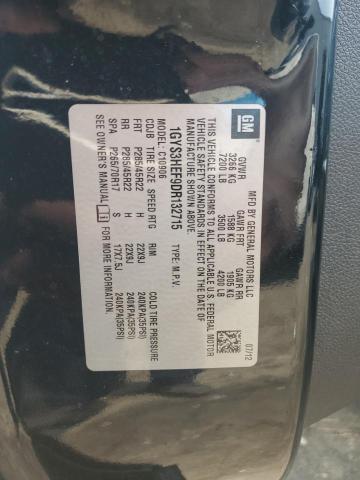 GM
MFD BY GENERAL MOTORS LLC
07/12
GVWR GAWR FRT GAWR RR
3266 KG 1588 KG 1905 KG
7200 LB 3500 LB 4200 LB
THIS VEHICLE CONFORMS TO ALL APPLICABLE U.S. FEDERAL MOTOR
VEHICLE SAFETY STANDARDS IN EFFECT ON THE DATE OF
MANUFACTURE SHOWN ABOVE.
1GYS3HEF9DR132715 TYPE M.P.V.
MODEL: C10906
CDJB TIRE SIZE SPEED RTG RIM COLD TIRE PRESSURE
FRT P285/45R22 H 22X9J 240KPA(35PSI)
RR P285/45R22 H 22X9J 240KPA(35PSI)
SPA P265/70R17 S 17X7.5J 240KPA(35PSI)
SEE OWNER'S MANUAL